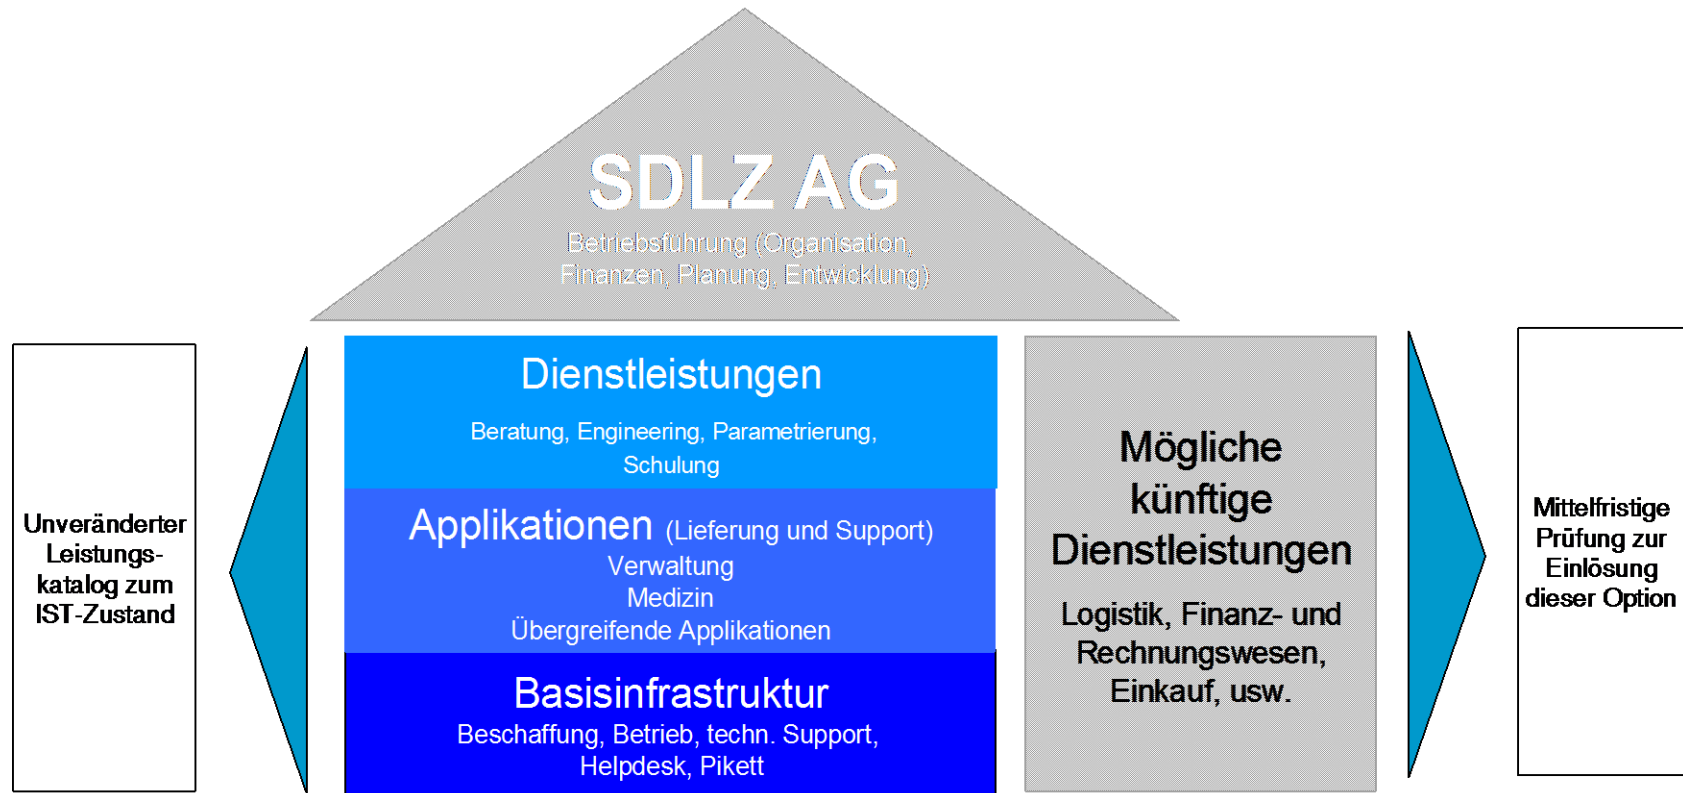 SDLZ AG
Betriebsführung (Organisation,
Finanzen, Planung, Entwicklung)
Unveränderter
Leistungs-
katalog zum
IST-Zustand
Dienstleistungen
Beratung, Engineering, Parametrierung,
Schulung
Applikationen (Lieferung und Support)
Verwaltung
Medizin
Übergreifende Applikationen
Basisinfrastruktur
Beschaffung, Betrieb, techn. Support,
Helpdesk, Pikett
Mögliche
künftige
Dienstleistungen
Logistik, Finanz- und
Rechnungswesen,
Einkauf, usw.
Mittelfristige
Prüfung zur
Einlösung
dieser Option